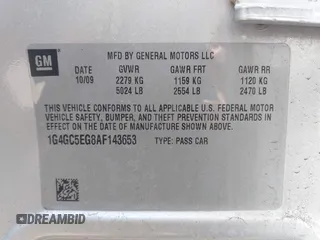 GM
MFD BY GENERAL MOTORS LLC
DATE GVWR GAWR FRT GAWR RR
10/09 2279 KG 1159 KG 1120 KG
5024 LB 2554 LB 2470 LB
THIS VEHICLE CONFORMS TO ALL APPLICABLE U.S. FEDERAL MOTOR
VEHICLE SAFETY, BUMPER, AND THEFT PREVENTION STANDARDS IN
EFFECT ON THE DATE OF MANUFACTURE SHOWN ABOVE.
1G4GC5EG8AF143653 TYPE: PASS CAR
DREAMBID